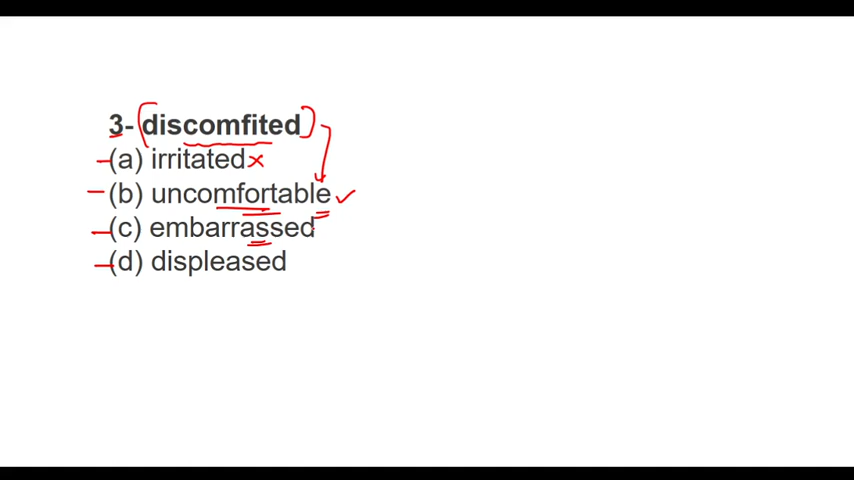 3- discomfited
(a) irritated
(b) uncomfortable
(c) embarrassed
(d) displeased